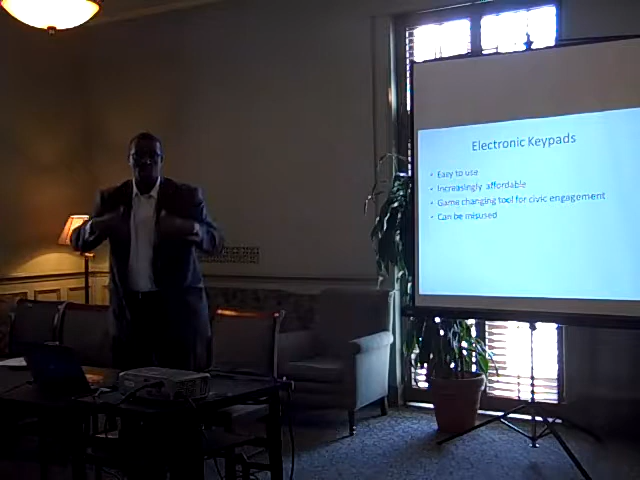 Electronic Keypads
• Easy to use
• Increasingly affordable
• Game changing tool for civic engagement
• Can be misused